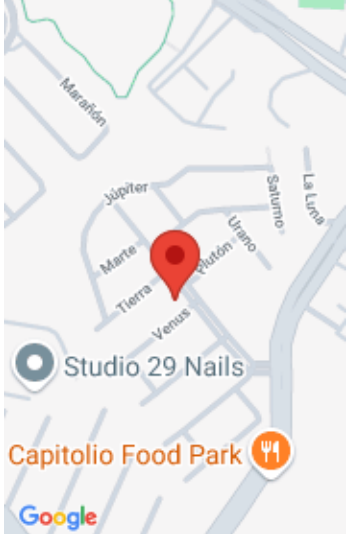 Marañón
Júpiter
Saturno
La Luna
Urano
Marte
Plutón
Tierra
Venus
Studio 29 Nails
Capitolio Food Park
Google